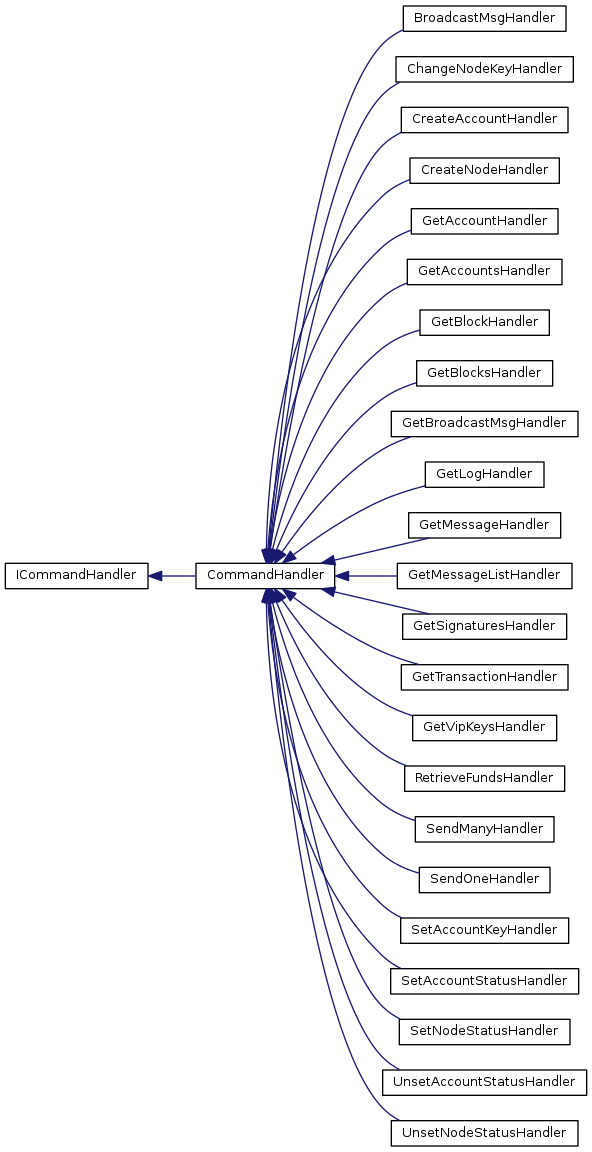 BroadcastMsgHandler
ChangeNodeKeyHandler
CreateAccountHandler
CreateNodeHandler
GetAccountHandler
GetAccountsHandler
GetBlockHandler
GetBlocksHandler
GetBroadcastMsgHandler
GetLogHandler
GetMessageHandler
ICommandHandler
CommandHandler
GetMessageListHandler
GetSignaturesHandler
GetTransactionHandler
GetVipKeysHandler
RetrieveFundsHandler
SendManyHandler
SendOneHandler
SetAccountKeyHandler
SetAccountStatusHandler
SetNodeStatusHandler
UnsetAccountStatusHandler
UnsetNodeStatusHandler